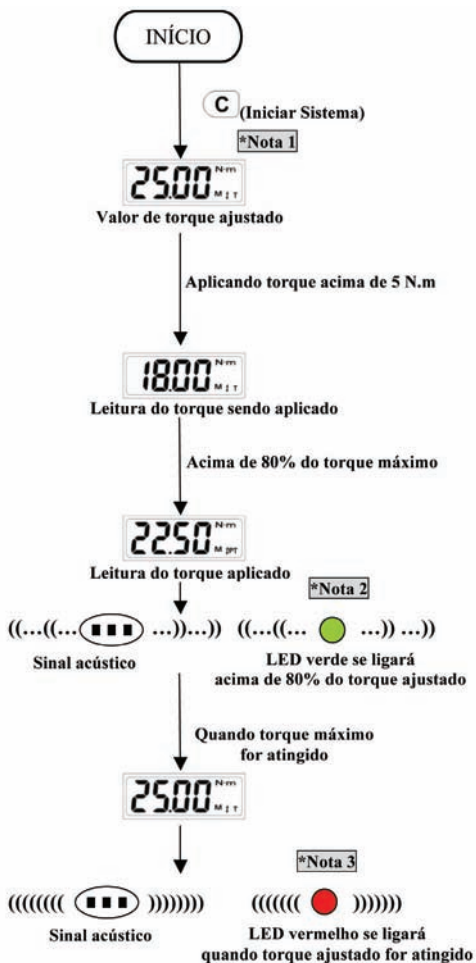 INÍCIO
C (Iniciar Sistema)
*Nota 1
25.00 N·m
M I T
Valor de torque ajustado
Aplicando torque acima de 5 N.m
18.00 N·m
M I T
Leitura do torque sendo aplicado
Acima de 80% do torque máximo
22.50 N·m
M DPT
Leitura do torque aplicado
*Nota 2
((...((... ...))...)) ((...((... ...)) ...))
Sinal acústico
LED verde se ligará
acima de 80% do torque ajustado
Quando torque máximo
for atingido
25.00 N·m
M I T
*Nota 3
(((((((( )))))))) ((((((( )))))))
Sinal acústico
LED vermelho se ligará
quando torque ajustado for atingido